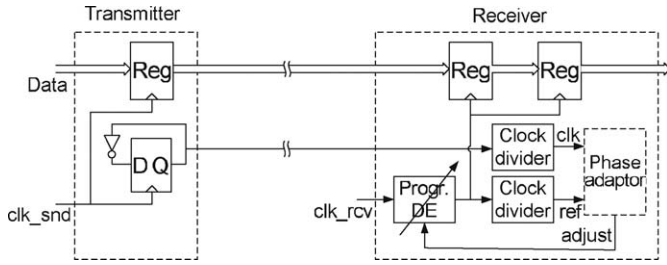 Transmitter
Receiver
Reg
Reg
Reg
Data
D Q
Clock
divider
clk
Phase
adaptor
clk_snd
clk_rcv
Progr.
DE
Clock
divider
ref
adjust